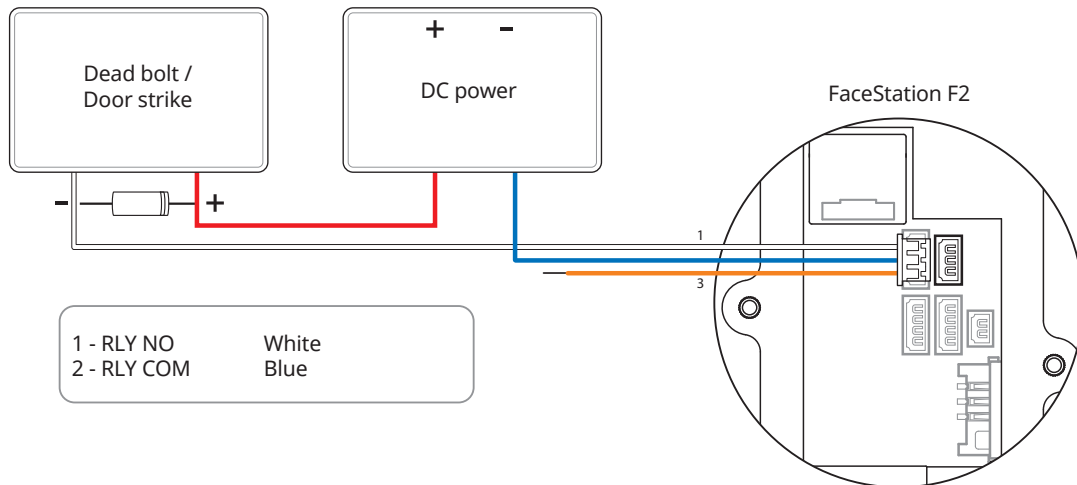 Dead bolt /
Door strike
+ -
DC power
FaceStation F2
- +
1
3
1 - RLY NO White
2 - RLY COM Blue